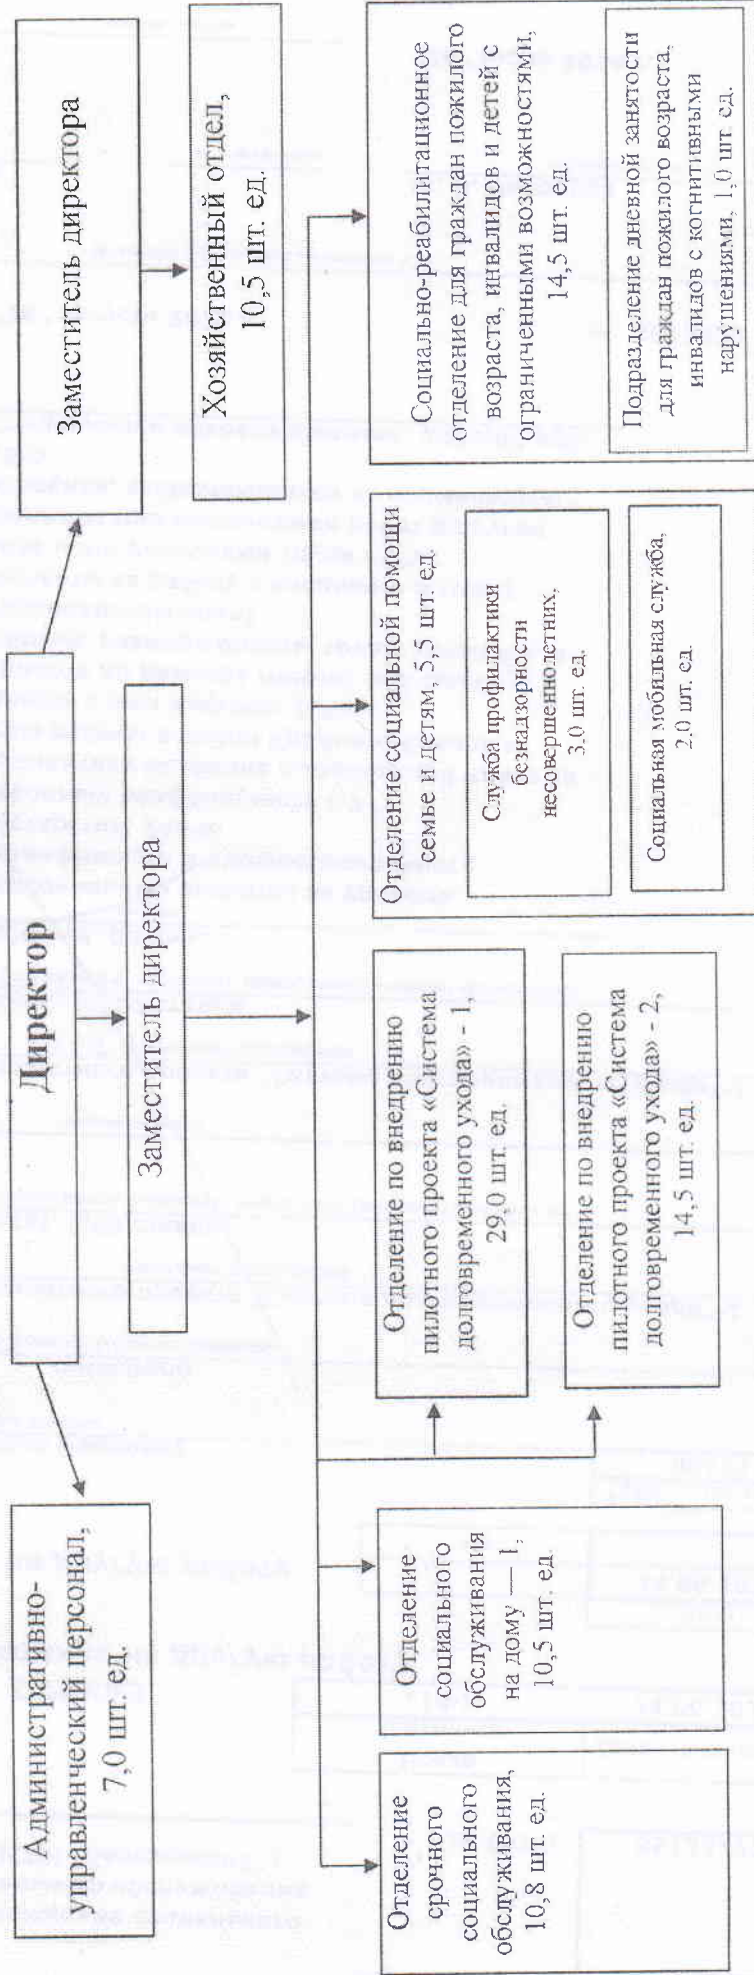 Директор
Административно-
управленческий персонал,
7,0 шт. ед.
Заместитель директора
Заместитель директора
Хозяйственный отдел,
10,5 шт. ед.
Отделение
срочного
социального
обслуживания,
10,8 шт. ед.
Отделение
социального
обслуживания
на дому — 1,
10,5 шт. ед.
Отделение по внедрению
пилотного проекта «Система
долговременного ухода» - 1,
29,0 шт. ед.
Отделение по внедрению
пилотного проекта «Система
долговременного ухода» - 2,
14,5 шт. ед.
Отделение социальной помощи
семье и детям, 5,5 шт. ед.
Служба профилактики
безнадзорности
несовершеннолетних,
3,0 шт. ед.
Социальная мобильная служба,
2,0 шт. ед.
Социально-реабилитационное
отделение для граждан пожилого
возраста, инвалидов и детей с
ограниченными возможностями,
14,5 шт. ед.
Подразделение дневной занятости
для граждан пожилого возраста,
инвалидов с когнитивными
нарушениями, 1,0 шт. ед.